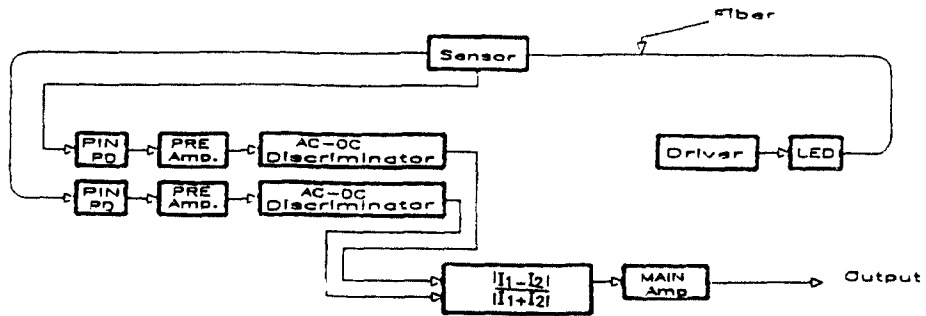 Fiber
Sensor
PIN
PD
PRE
Amp.
AC-DC
Discriminator
Driver
LED
PIN
PD
PRE
Amp.
AC-DC
Discriminator
|I1-I2|
|I1+I2|
MAIN
Amp
Output